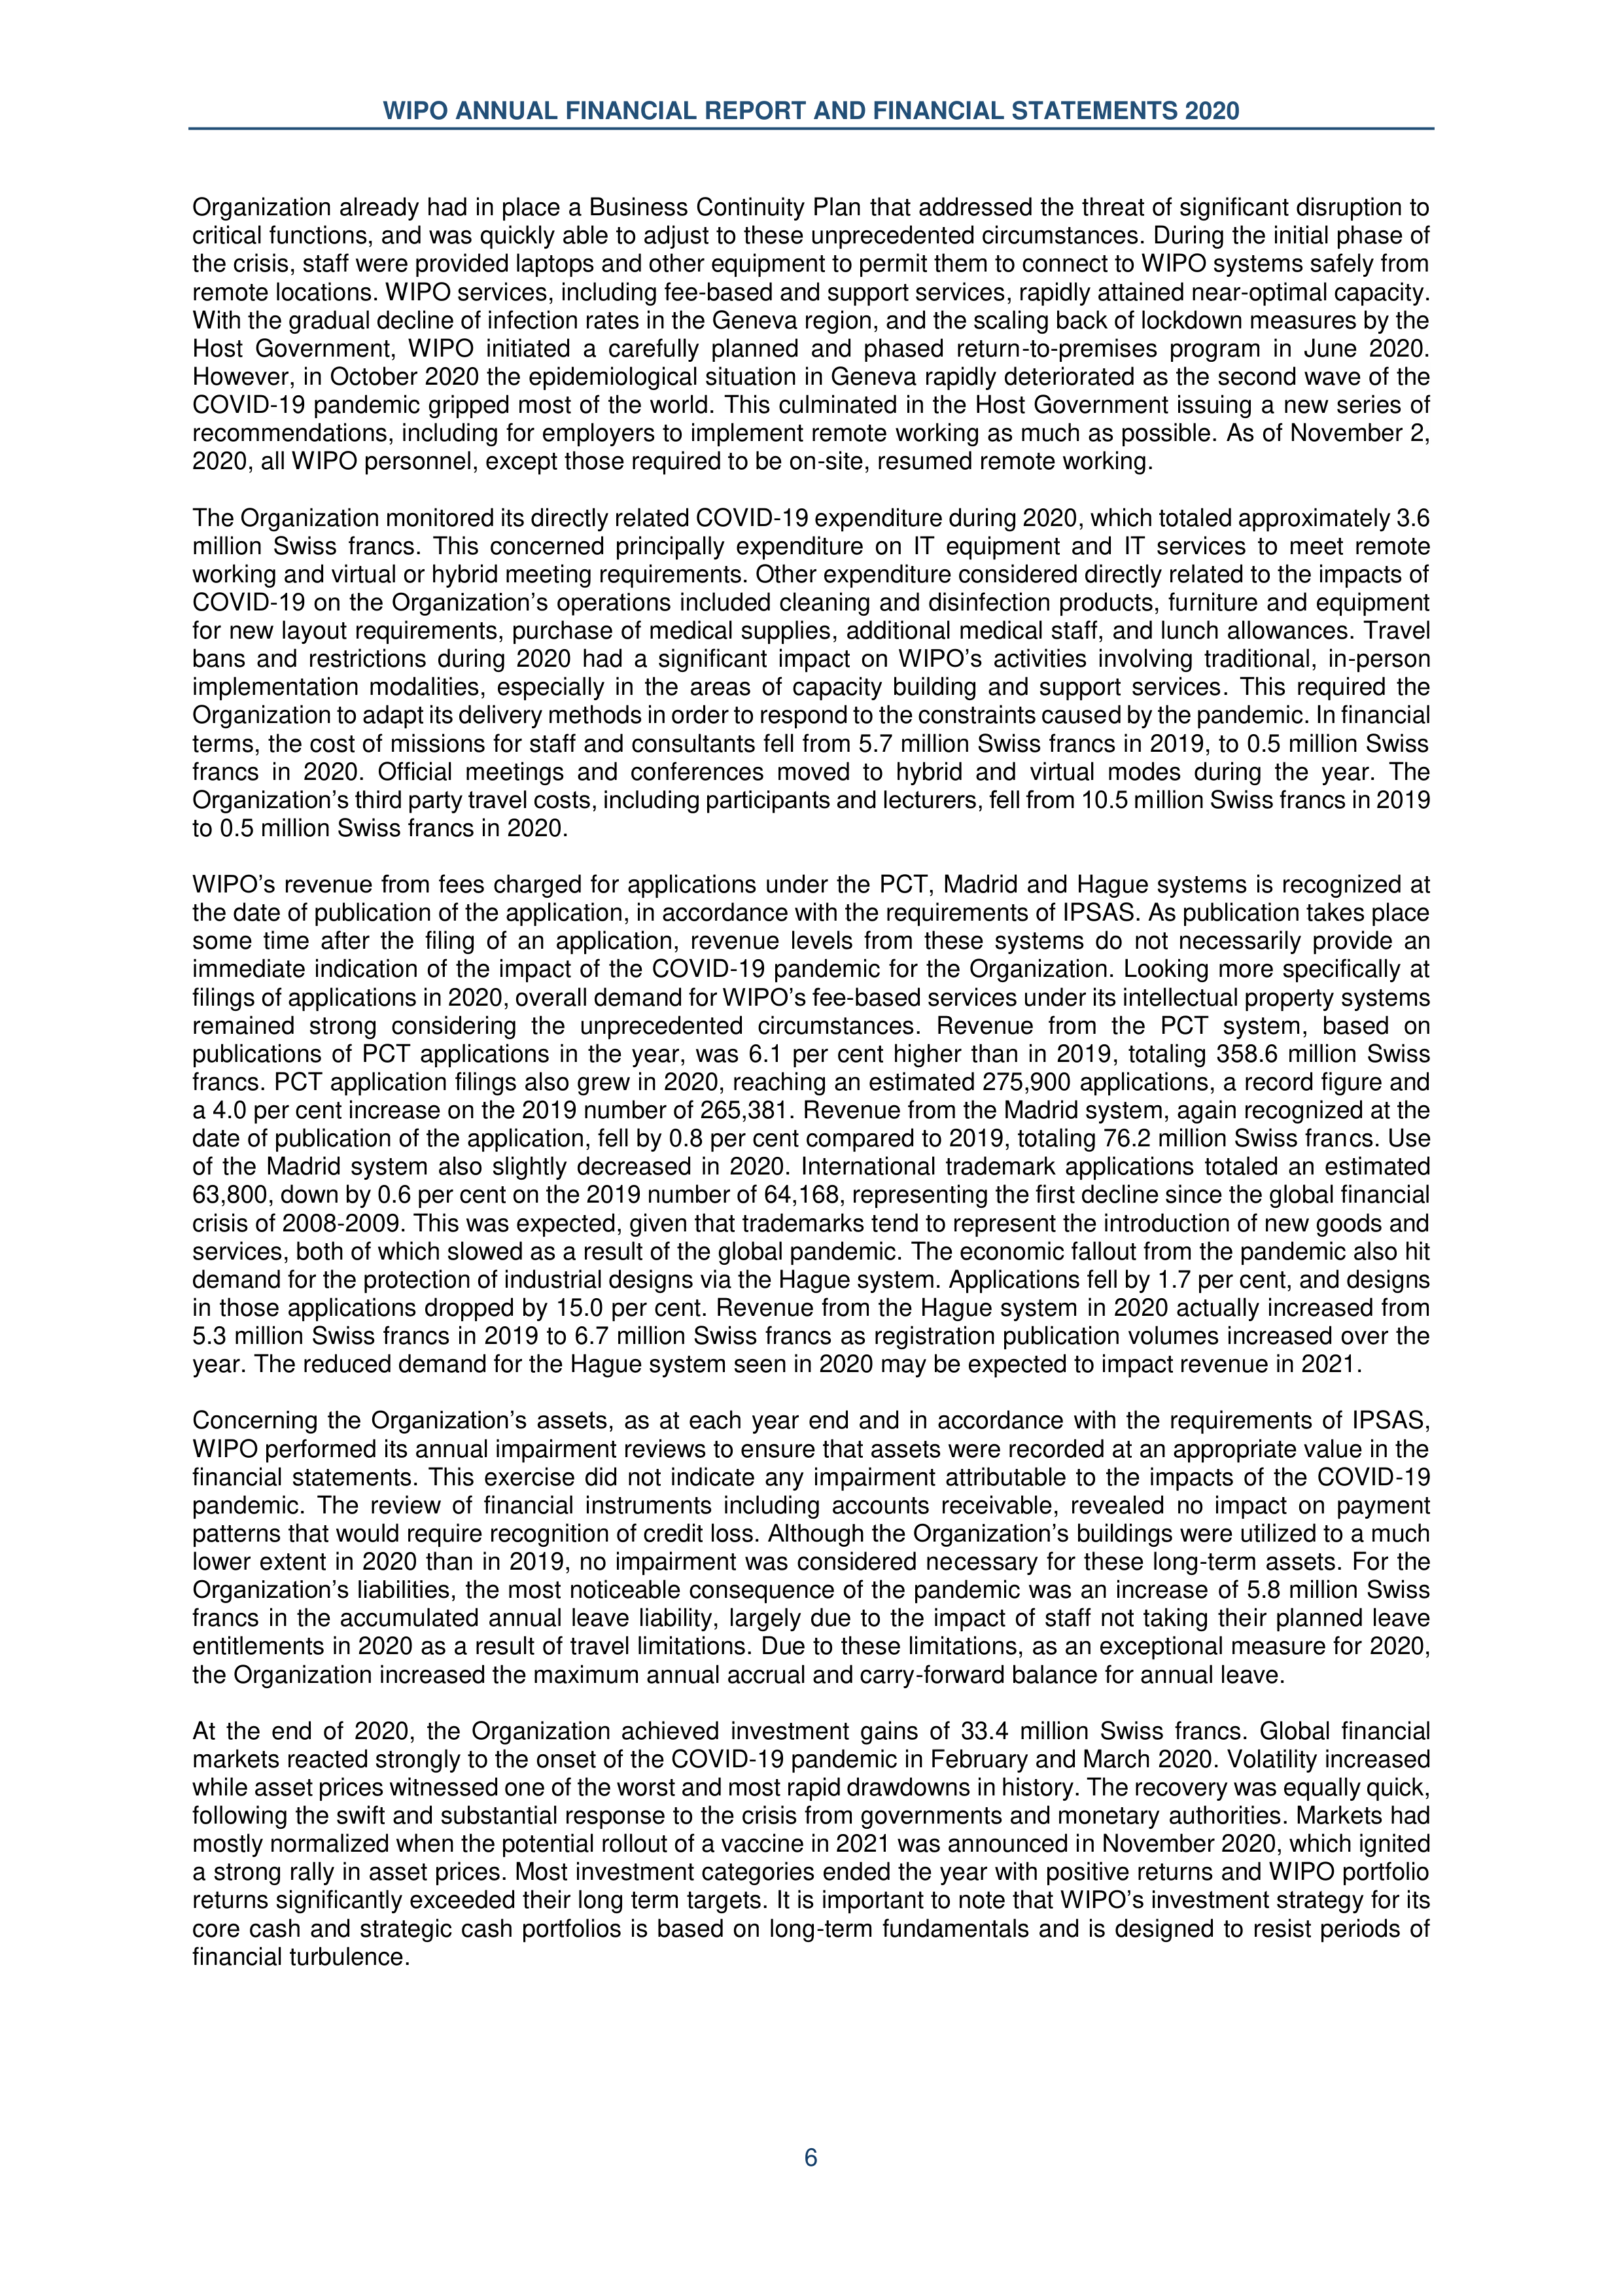 WIPO ANNUAL FINANCIAL REPORT AND FINANCIAL STATEMENTS 2020
Organization already had in place a Business Continuity Plan that addressed the threat of significant disruption to
critical functions, and was quickly able to adjust to these unprecedented circumstances. During the initial phase of
the crisis, staff were provided laptops and other equipment to permit them to connect to WIPO systems safely from
remote locations. WIPO services, including fee-based and support services, rapidly attained near-optimal capacity.
With the gradual decline of infection rates in the Geneva region, and the scaling back of lockdown measures by the
Host Government, WIPO initiated a carefully planned and phased return-to-premises program in June 2020.
However, in October 2020 the epidemiological situation in Geneva rapidly deteriorated as the second wave of the
COVID-19 pandemic gripped most of the world. This culminated in the Host Government issuing a new series of
recommendations, including for employers to implement remote working as much as possible. As of November 2,
2020, all WIPO personnel, except those required to be on-site, resumed remote working.
The Organization monitored its directly related COVID-19 expenditure during 2020, which totaled approximately 3.6
million Swiss francs. This concerned principally expenditure on IT equipment and IT services to meet remote
working and virtual or hybrid meeting requirements. Other expenditure considered directly related to the impacts of
COVID-19 on the Organization’s operations included cleaning and disinfection products, furniture and equipment
for new layout requirements, purchase of medical supplies, additional medical staff, and lunch allowances. Travel
bans and restrictions during 2020 had a significant impact on WIPO’s activities involving traditional, in-person
implementation modalities, especially in the areas of capacity building and support services. This required the
Organization to adapt its delivery methods in order to respond to the constraints caused by the pandemic. In financial
terms, the cost of missions for staff and consultants fell from 5.7 million Swiss francs in 2019, to 0.5 million Swiss
francs in 2020. Official meetings and conferences moved to hybrid and virtual modes during the year. The
Organization’s third party travel costs, including participants and lecturers, fell from 10.5 million Swiss francs in 2019
to 0.5 million Swiss francs in 2020.
WIPO’s revenue from fees charged for applications under the PCT, Madrid and Hague systems is recognized at
the date of publication of the application, in accordance with the requirements of IPSAS. As publication takes place
some time after the filing of an application, revenue levels from these systems do not necessarily provide an
immediate indication of the impact of the COVID-19 pandemic for the Organization. Looking more specifically at
filings of applications in 2020, overall demand for WIPO’s fee-based services under its intellectual property systems
remained strong considering the unprecedented circumstances. Revenue from the PCT system, based on
publications of PCT applications in the year, was 6.1 per cent higher than in 2019, totaling 358.6 million Swiss
francs. PCT application filings also grew in 2020, reaching an estimated 275,900 applications, a record figure and
a 4.0 per cent increase on the 2019 number of 265,381. Revenue from the Madrid system, again recognized at the
date of publication of the application, fell by 0.8 per cent compared to 2019, totaling 76.2 million Swiss francs. Use
of the Madrid system also slightly decreased in 2020. International trademark applications totaled an estimated
63,800, down by 0.6 per cent on the 2019 number of 64,168, representing the first decline since the global financial
crisis of 2008-2009. This was expected, given that trademarks tend to represent the introduction of new goods and
services, both of which slowed as a result of the global pandemic. The economic fallout from the pandemic also hit
demand for the protection of industrial designs via the Hague system. Applications fell by 1.7 per cent, and designs
in those applications dropped by 15.0 per cent. Revenue from the Hague system in 2020 actually increased from
5.3 million Swiss francs in 2019 to 6.7 million Swiss francs as registration publication volumes increased over the
year. The reduced demand for the Hague system seen in 2020 may be expected to impact revenue in 2021.
Concerning the Organization’s assets, as at each year end and in accordance with the requirements of IPSAS,
WIPO performed its annual impairment reviews to ensure that assets were recorded at an appropriate value in the
financial statements. This exercise did not indicate any impairment attributable to the impacts of the COVID-19
pandemic. The review of financial instruments including accounts receivable, revealed no impact on payment
patterns that would require recognition of credit loss. Although the Organization’s buildings were utilized to a much
lower extent in 2020 than in 2019, no impairment was considered necessary for these long-term assets. For the
Organization’s liabilities, the most noticeable consequence of the pandemic was an increase of 5.8 million Swiss
francs in the accumulated annual leave liability, largely due to the impact of staff not taking their planned leave
entitlements in 2020 as a result of travel limitations. Due to these limitations, as an exceptional measure for 2020,
the Organization increased the maximum annual accrual and carry-forward balance for annual leave.
At the end of 2020, the Organization achieved investment gains of 33.4 million Swiss francs. Global financial
markets reacted strongly to the onset of the COVID-19 pandemic in February and March 2020. Volatility increased
while asset prices witnessed one of the worst and most rapid drawdowns in history. The recovery was equally quick,
following the swift and substantial response to the crisis from governments and monetary authorities. Markets had
mostly normalized when the potential rollout of a vaccine in 2021 was announced in November 2020, which ignited
a strong rally in asset prices. Most investment categories ended the year with positive returns and WIPO portfolio
returns significantly exceeded their long term targets. It is important to note that WIPO’s investment strategy for its
core cash and strategic cash portfolios is based on long-term fundamentals and is designed to resist periods of
financial turbulence.
6